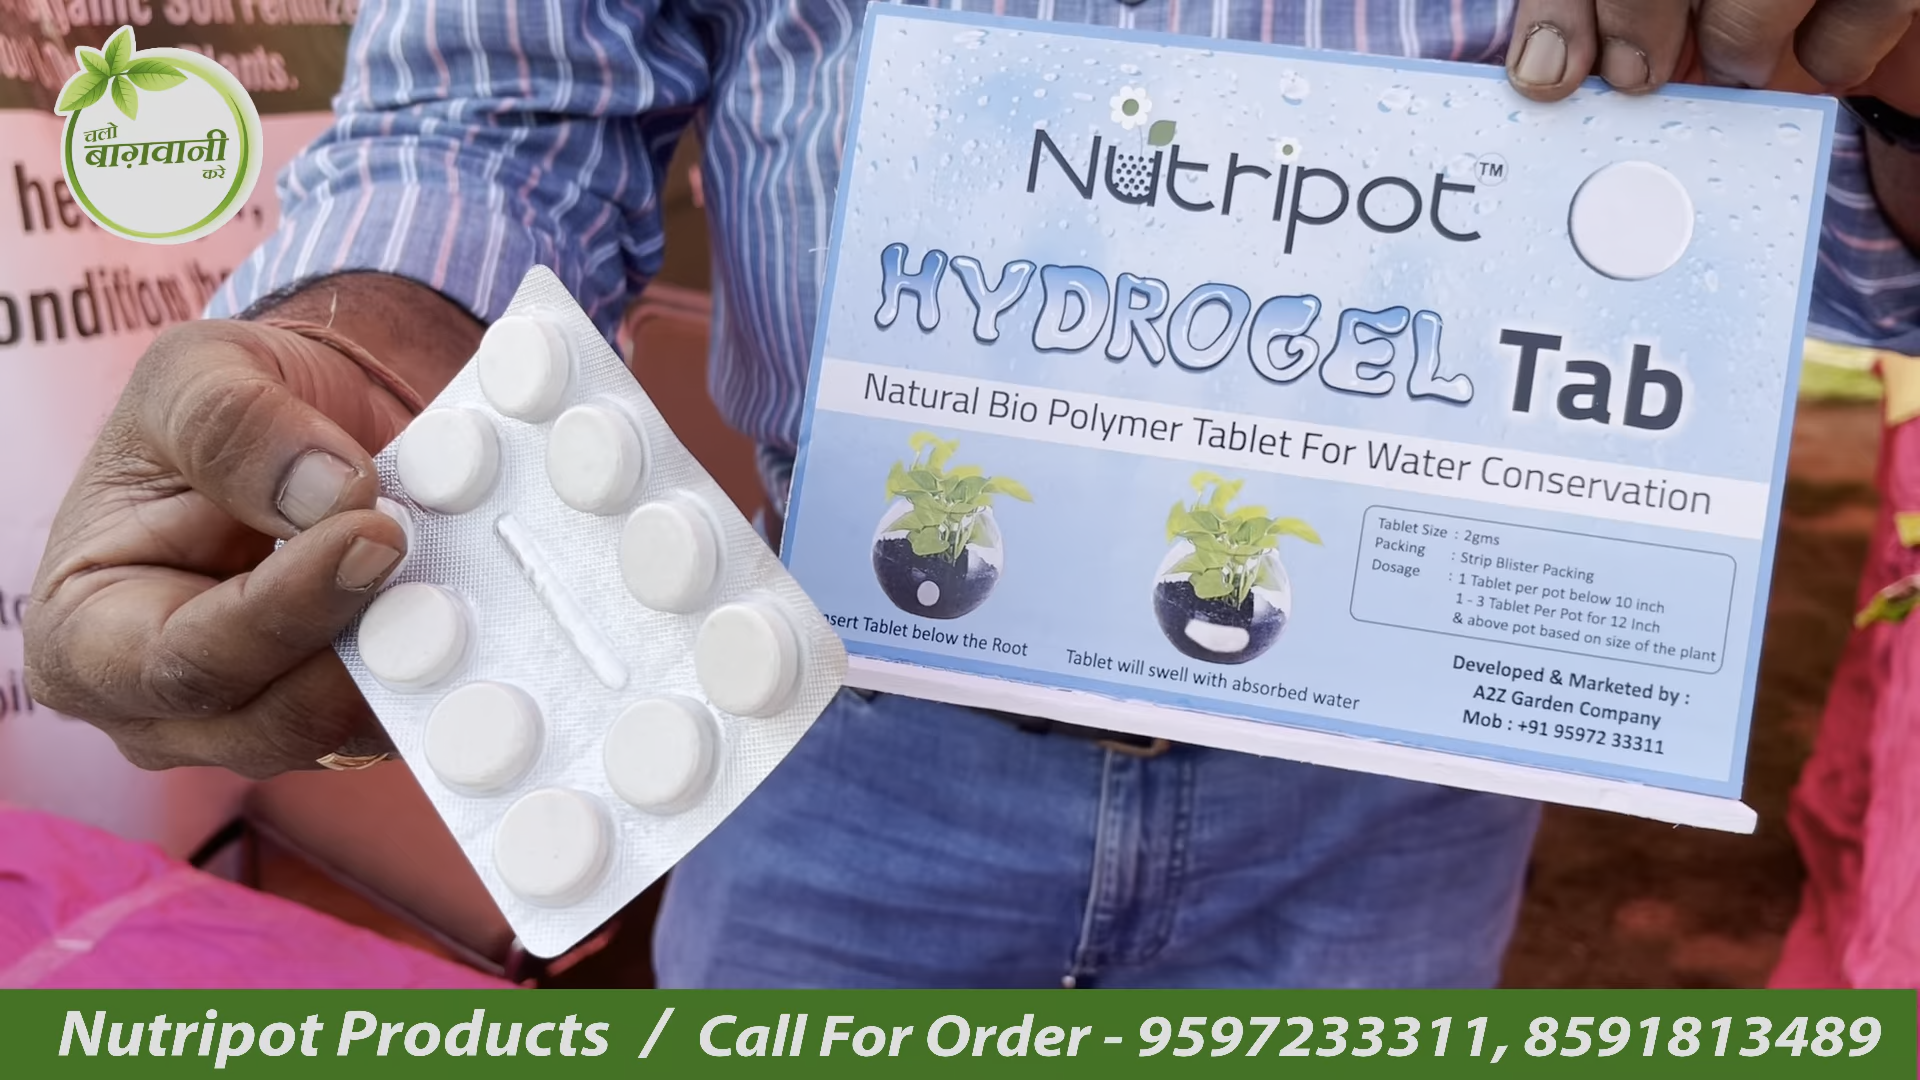 चलो
बाग़वानी
करे
Nutripot™
HYDROGEL Tab
Natural Bio Polymer Tablet For Water Conservation
Tablet Size : 2gms
Packing : Strip Blister Packing
Dosage : 1 Tablet per pot below 10 inch
1 - 3 Tablet Per Pot for 12 Inch
& above pot based on size of the plant
nsert Tablet below the Root
Tablet will swell with absorbed water
Developed & Marketed by :
A2Z Garden Company
Mob : +91 95972 33311
Nutripot Products / Call For Order - 9597233311, 8591813489